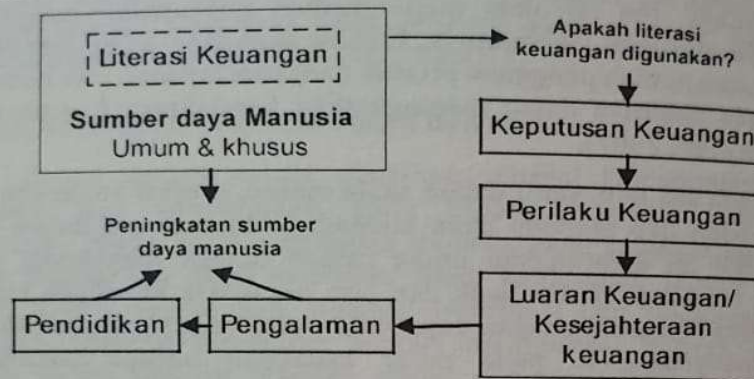 Literasi Keuangan
Sumber daya Manusia
Umum & khusus
Apakah literasi
keuangan digunakan?
Keputusan Keuangan
Perilaku Keuangan
Luaran Keuangan/
Kesejahteraan
keuangan
Peningkatan sumber
daya manusia
Pendidikan
Pengalaman